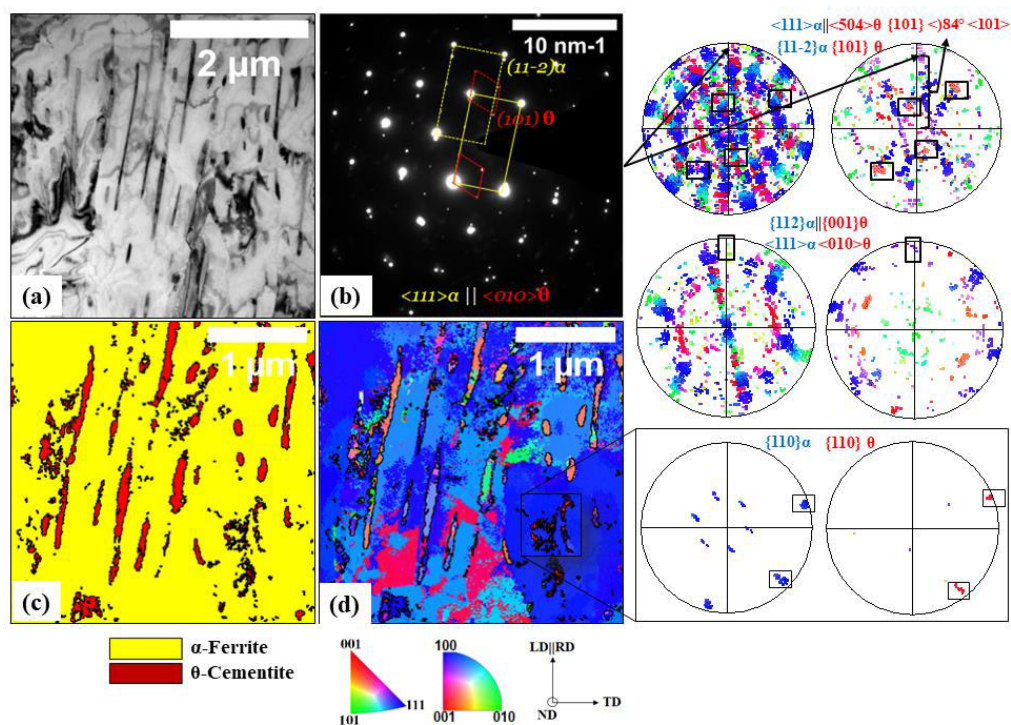 2 µm
(a)
10 nm-1
(11-2)α
(101) θ
<111>α || <010>θ
(b)
<111>α||<504>θ {101} <)84° <101>
{11-2}α {101} θ
{112}α||{001}θ
<111>α <010>θ
1 µm
(c)
1 µm
(d)
{110}α {110} θ
α-Ferrite
θ-Cementite
001
101
111
100
001
010
LD||RD
ND
TD